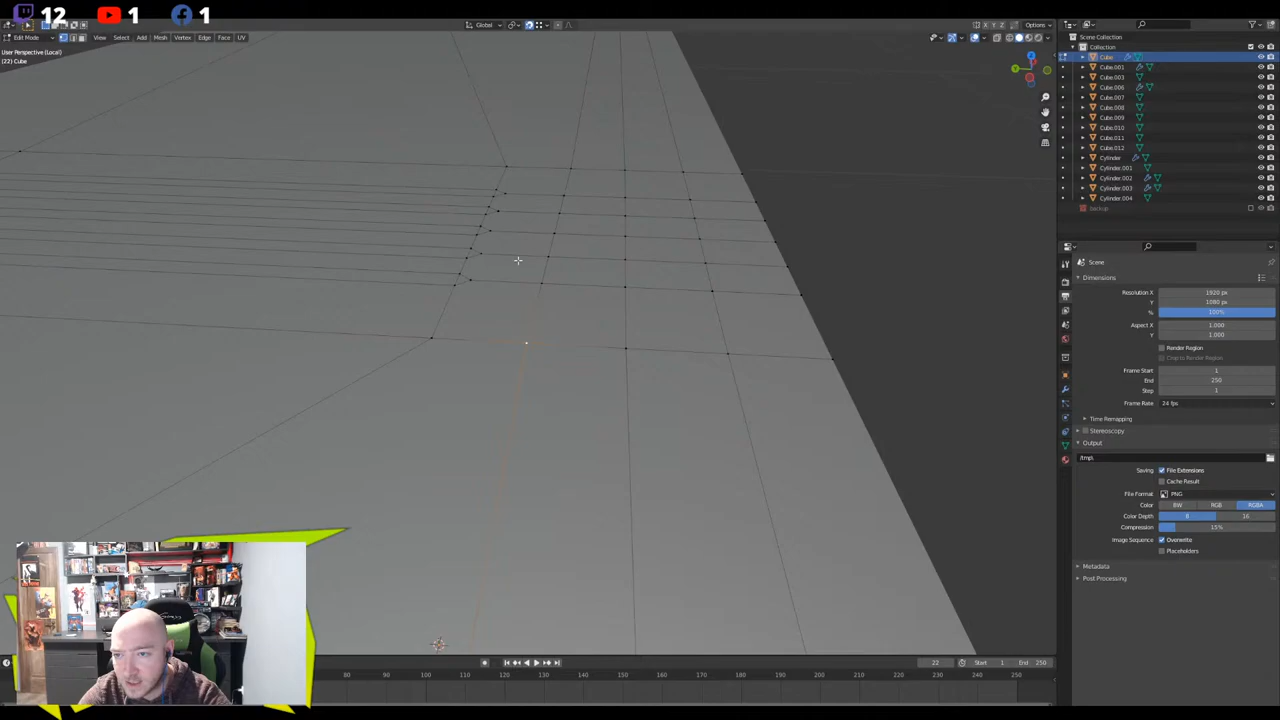 12 1 1
Global Options
Edit Mode View Select Add Mesh Vertex Edge Face UV
User Perspective (Local)
(22) Cube
Scene Collection
Collection
Cube
Cube.001
Cube.003
Cube.006
Cube.007
Cube.008
Cube.009
Cube.010
Cube.011
Cube.012
Cylinder
Cylinder.001
Cylinder.002
Cylinder.003
Cylinder.004
backup
Scene
Dimensions
Resolution X 1920 px
Y 1080 px
% 100%
Aspect X 1.000
Y 1.000
Render Region
Crop to Render Region
Frame Start 1
End 250
Step 1
Frame Rate 24 fps
Time Remapping
Stereoscopy
Output
/tmp\
Saving File Extensions
Cache Result
File Format PNG
Color BW RGB RGBA
Color Depth 8 16
Compression 15%
Image Sequence Overwrite
Placeholders
Metadata
Post Processing
22 Start 1 End 250
80 90 100 110 120 130 140 150 160 170 180 190 200 210 220 230 240 250